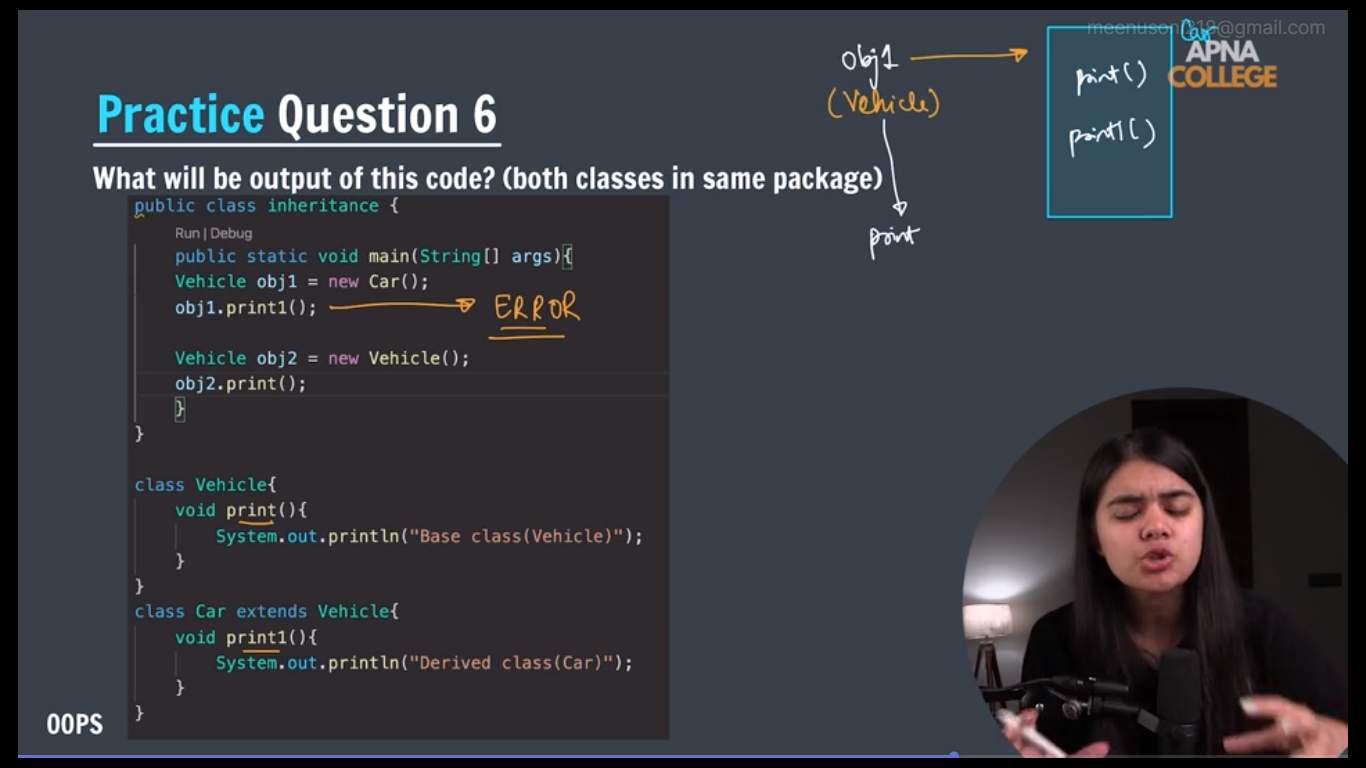 meenusoni818@gmail.com
Car
APNA
COLLEGE
obj1
(Vehicle)
print
print()
print1()
Practice Question 6
What will be output of this code? (both classes in same package)
public class inheritance {
Run | Debug
public static void main(String[] args){
Vehicle obj1 = new Car();
obj1.print1();
ERROR
Vehicle obj2 = new Vehicle();
obj2.print();
}
}
class Vehicle{
void print(){
System.out.println("Base class(Vehicle)");
}
}
class Car extends Vehicle{
void print1(){
System.out.println("Derived class(Car)");
}
}
OOPS